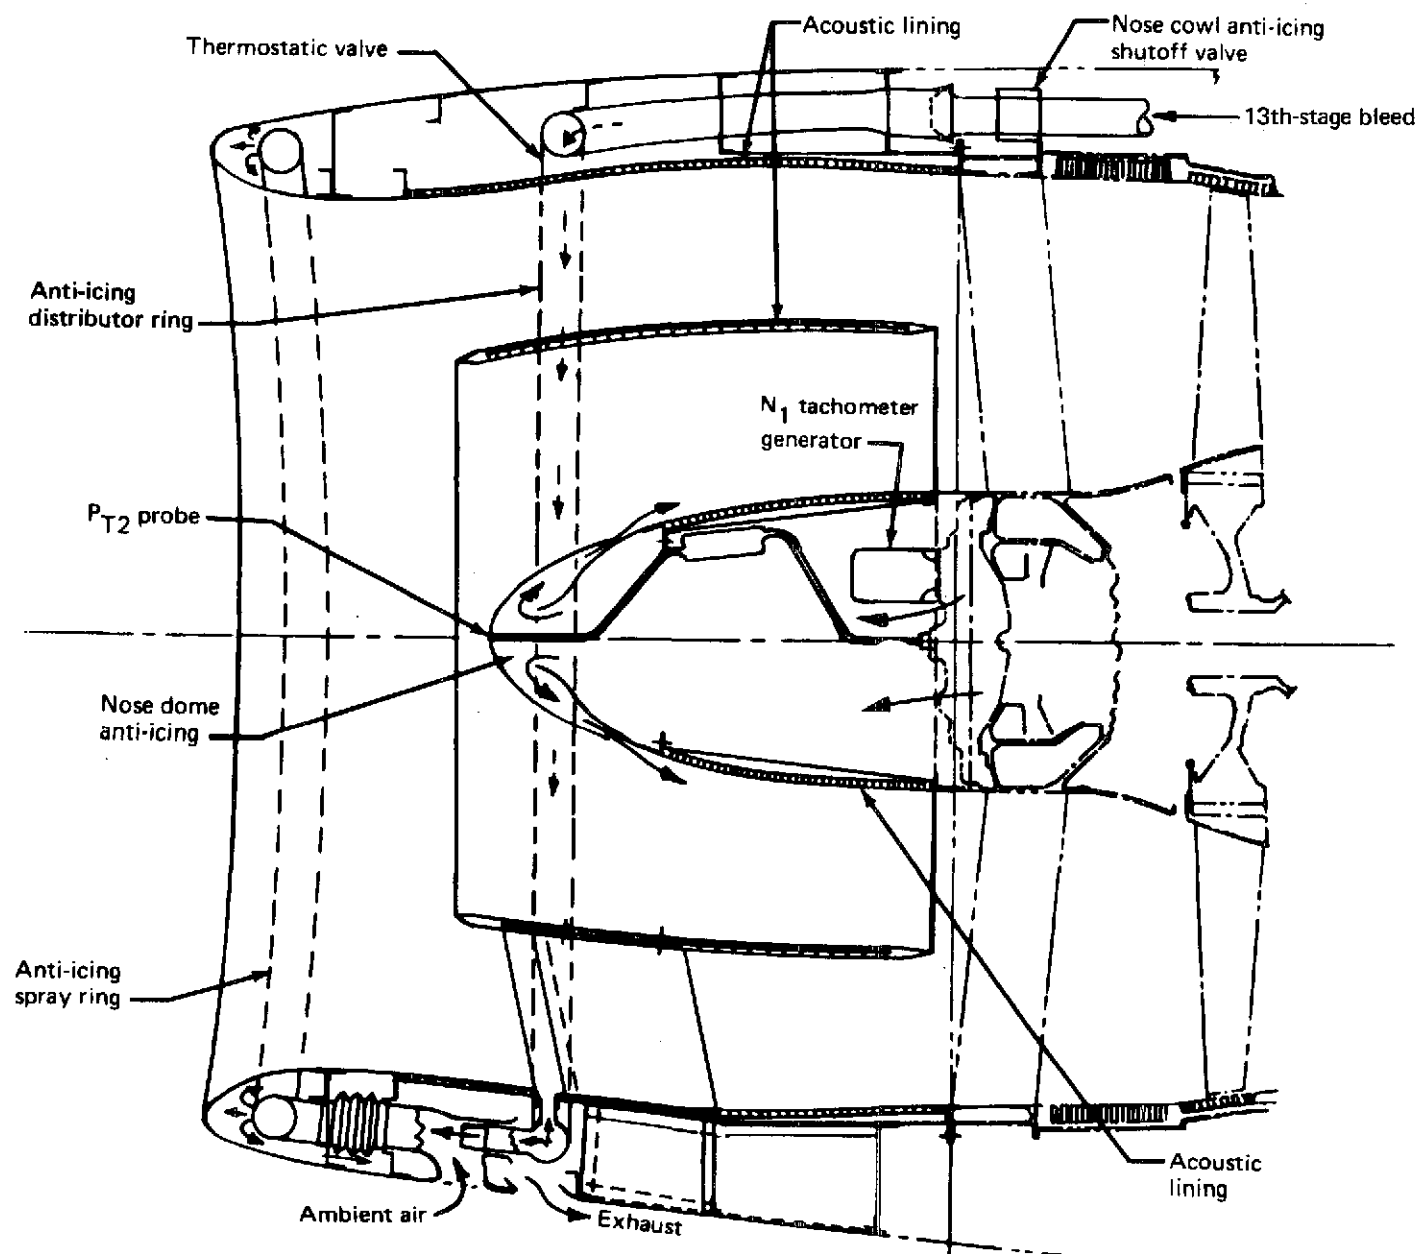 Acoustic lining
Nose cowl anti-icing
shutoff valve
Thermostatic valve
13th-stage bleed
Anti-icing
distributor ring
N1 tachometer
generator
PT2 probe
Nose dome
anti-icing
Anti-icing
spray ring
Acoustic
lining
Ambient air
Exhaust